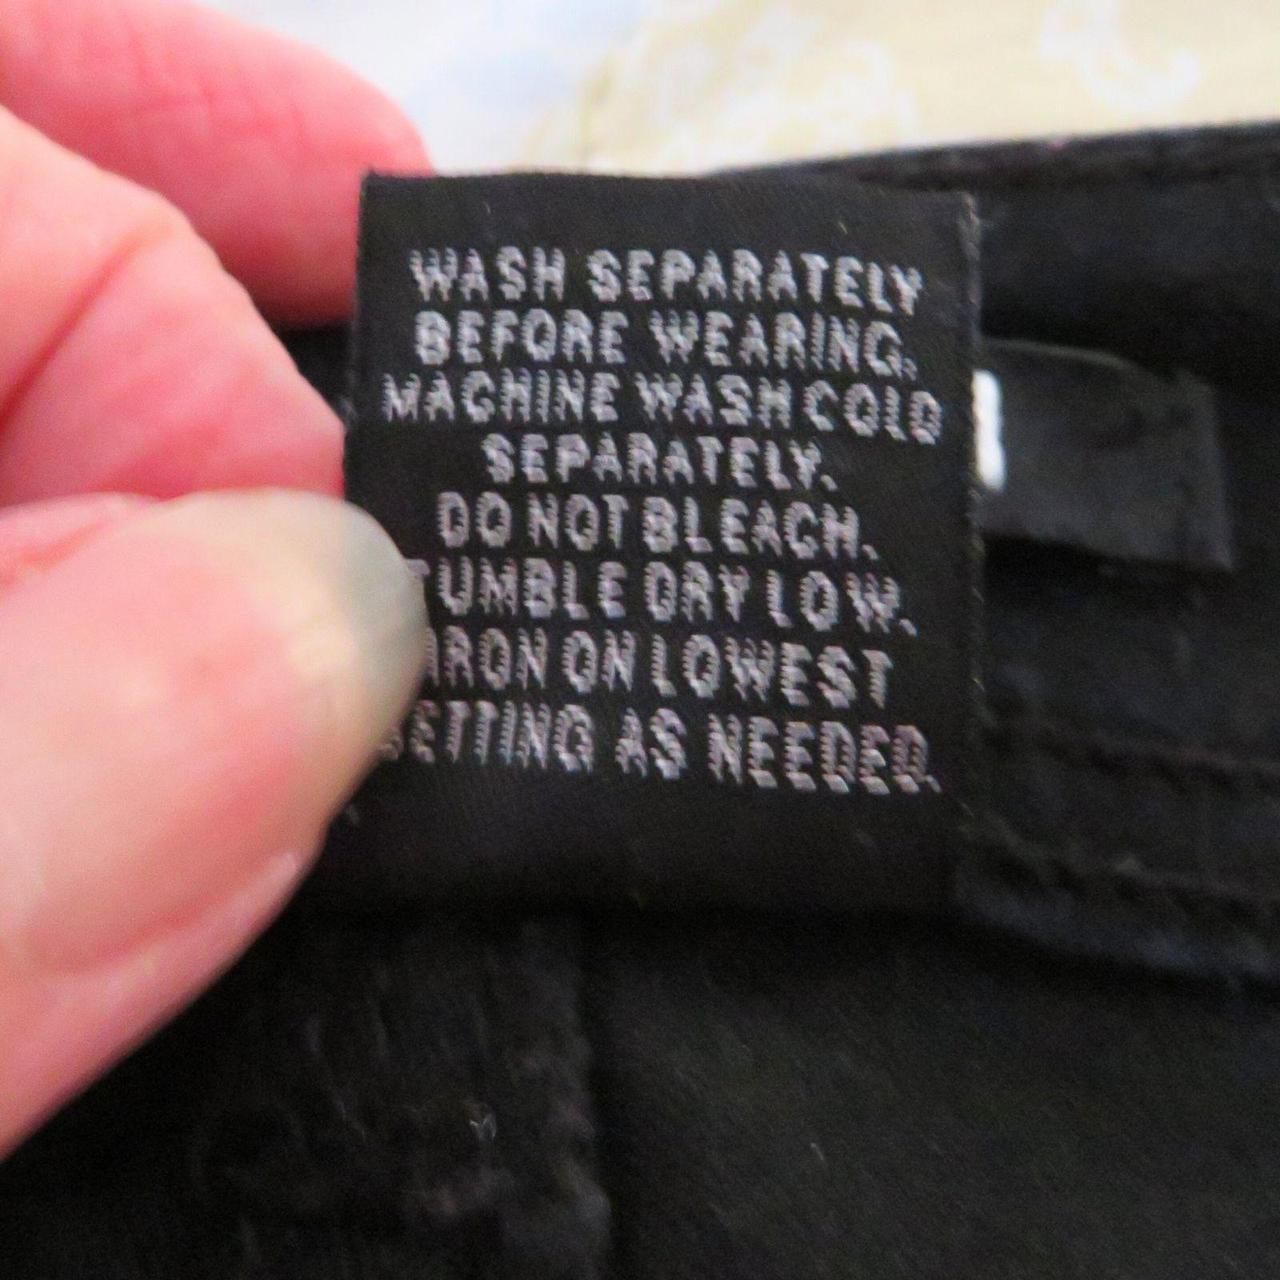 WASH SEPARATELY
BEFORE WEARING.
MACHINE WASH COLD
SEPARATELY.
DO NOT BLEACH.
TUMBLE DRY LOW.
IRON ON LOWEST
SETTING AS NEEDED.